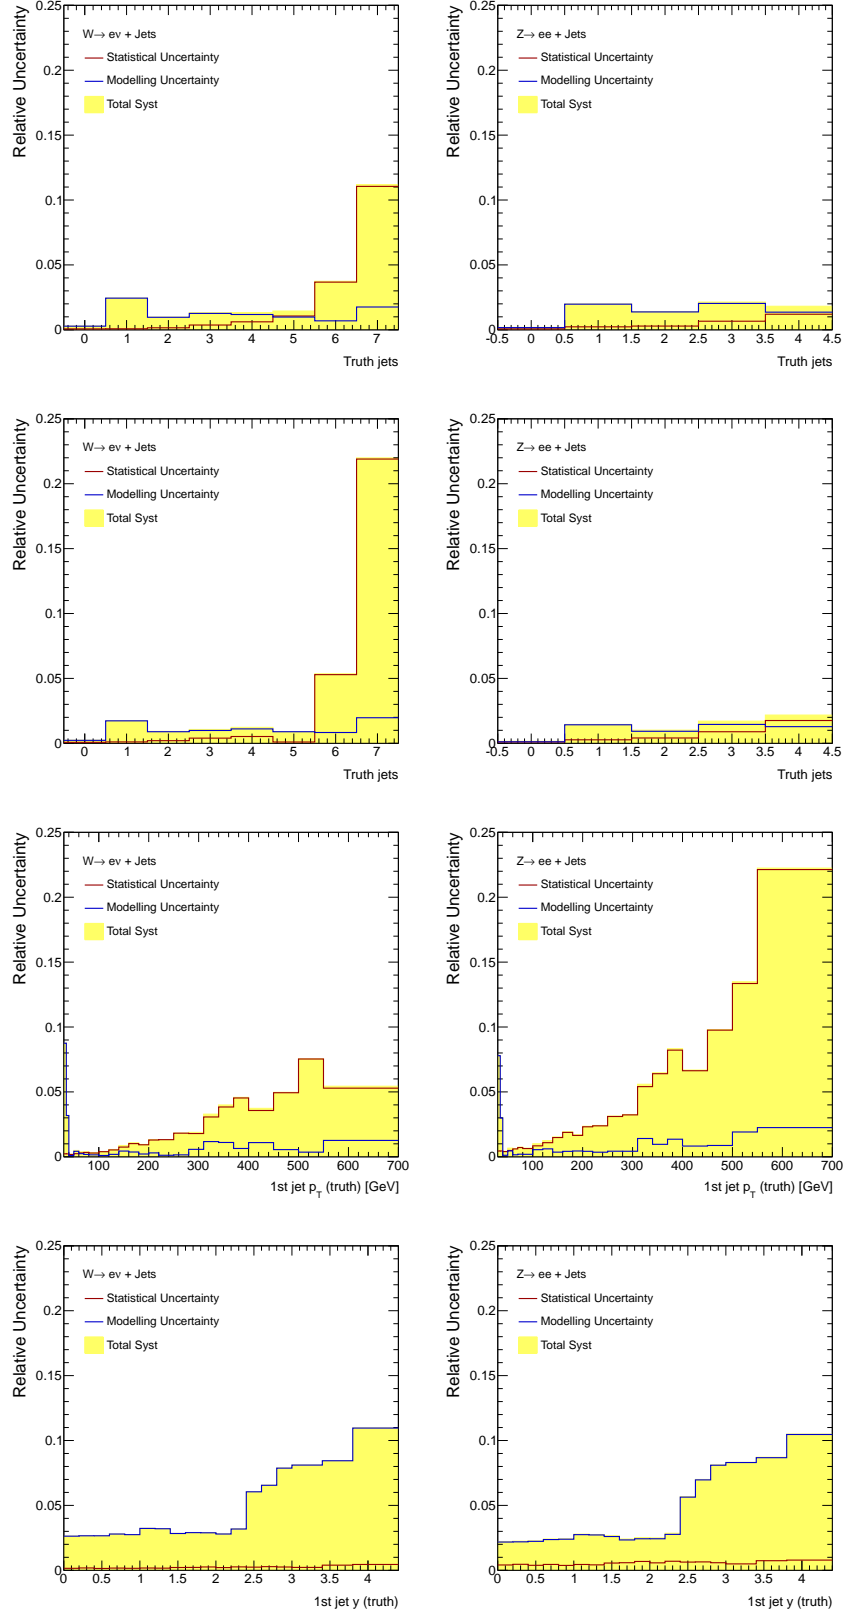 Relative Uncertainty
W→ eν + Jets
Statistical Uncertainty
Modelling Uncertainty
Total Syst
0.25
0.2
0.15
0.1
0.05
0
0 1 2 3 4 5 6 7
Truth jets
Relative Uncertainty
Z→ ee + Jets
Statistical Uncertainty
Modelling Uncertainty
Total Syst
0.25
0.2
0.15
0.1
0.05
0
-0.5 0 0.5 1 1.5 2 2.5 3 3.5 4 4.5
Truth jets
Relative Uncertainty
W→ eν + Jets
Statistical Uncertainty
Modelling Uncertainty
Total Syst
0.25
0.2
0.15
0.1
0.05
0
0 1 2 3 4 5 6 7
Truth jets
Relative Uncertainty
Z→ ee + Jets
Statistical Uncertainty
Modelling Uncertainty
Total Syst
0.25
0.2
0.15
0.1
0.05
0
-0.5 0 0.5 1 1.5 2 2.5 3 3.5 4 4.5
Truth jets
Relative Uncertainty
W→ eν + Jets
Statistical Uncertainty
Modelling Uncertainty
Total Syst
0.25
0.2
0.15
0.1
0.05
0
100 200 300 400 500 600 700
1st jet p_T (truth) [GeV]
Relative Uncertainty
Z→ ee + Jets
Statistical Uncertainty
Modelling Uncertainty
Total Syst
0.25
0.2
0.15
0.1
0.05
0
100 200 300 400 500 600 700
1st jet p_T (truth) [GeV]
Relative Uncertainty
W→ eν + Jets
Statistical Uncertainty
Modelling Uncertainty
Total Syst
0.25
0.2
0.15
0.1
0.05
0
0 0.5 1 1.5 2 2.5 3 3.5 4
1st jet y (truth)
Relative Uncertainty
Z→ ee + Jets
Statistical Uncertainty
Modelling Uncertainty
Total Syst
0.25
0.2
0.15
0.1
0.05
0
0 0.5 1 1.5 2 2.5 3 3.5 4
1st jet y (truth)